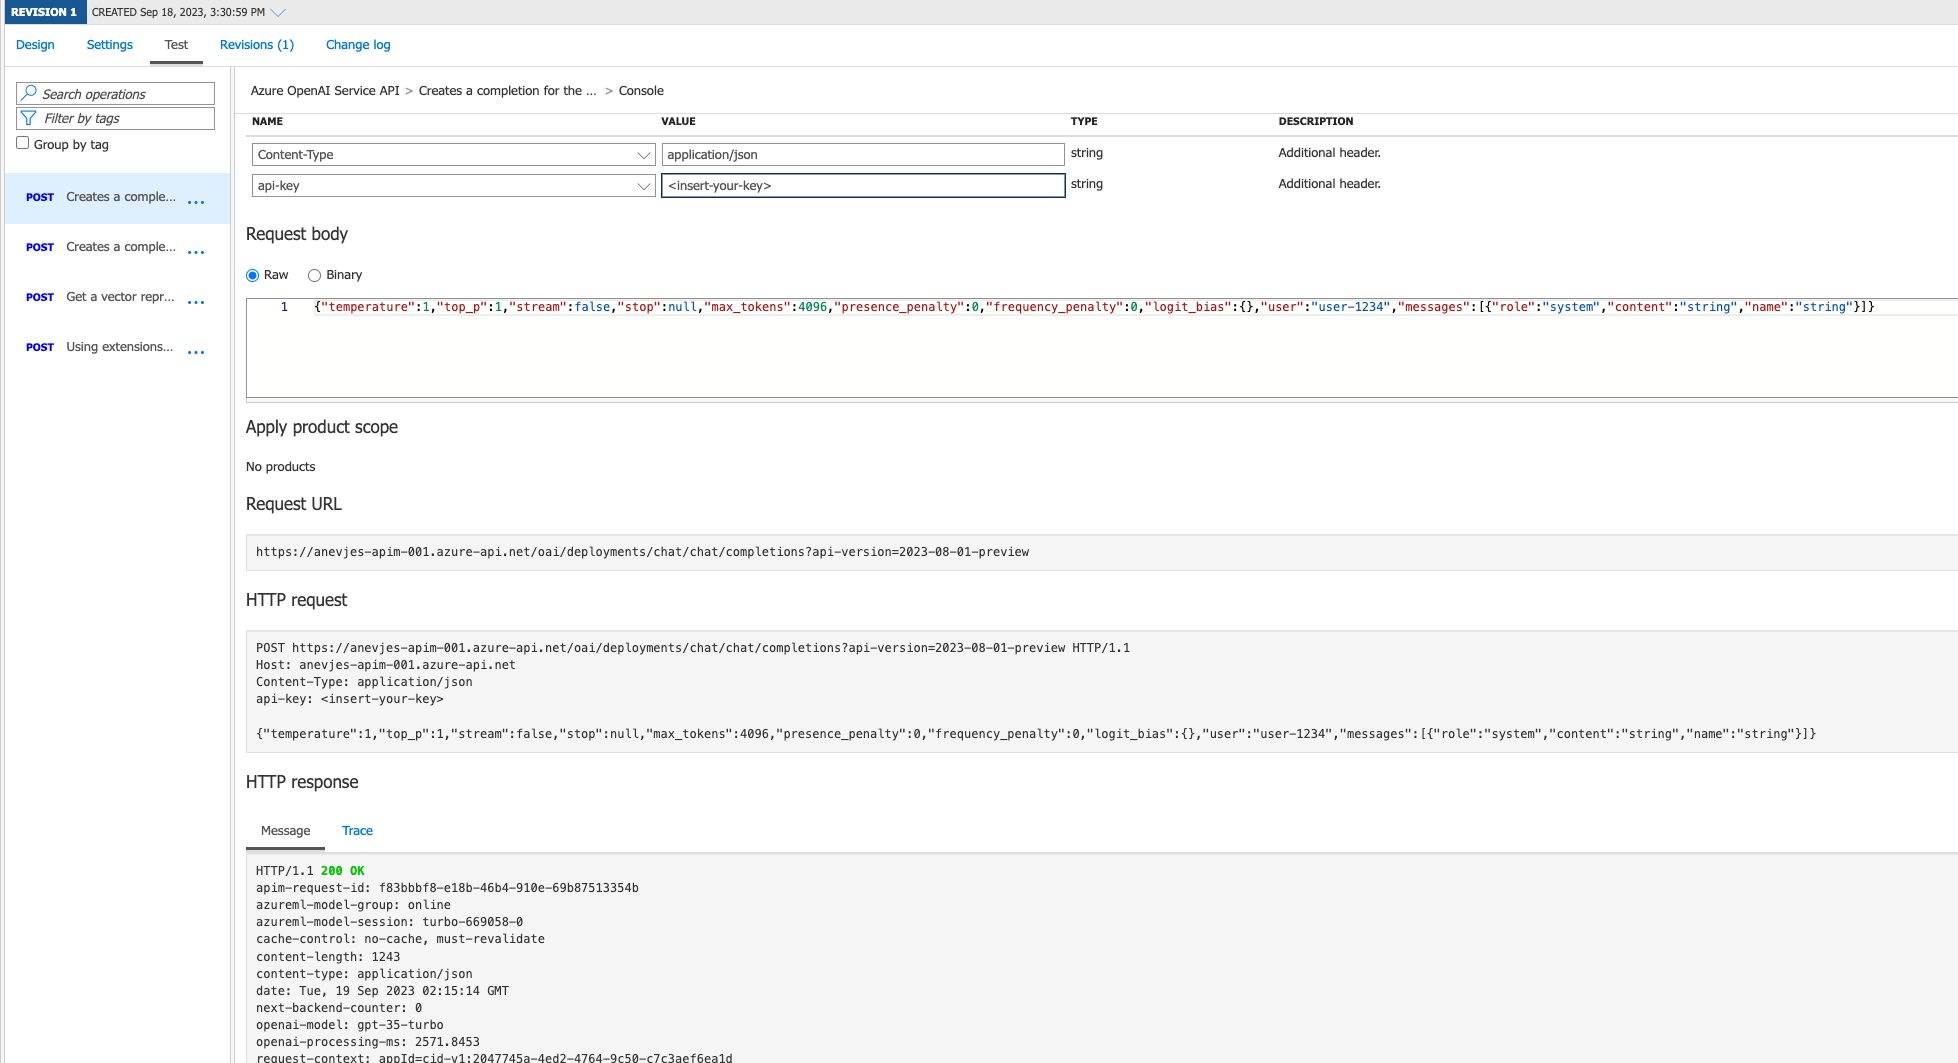 REVISION 1 CREATED Sep 18, 2023, 3:30:59 PM
Design Settings Test Revisions (1) Change log
Search operations
Filter by tags
Group by tag
POST Creates a comple... ...
POST Creates a comple... ...
POST Get a vector repr... ...
POST Using extensions... ...
Azure OpenAI Service API > Creates a completion for the ... > Console
NAME VALUE TYPE DESCRIPTION
Content-Type application/json string Additional header.
api-key <insert-your-key> string Additional header.
Request body
Raw Binary
1 {"temperature":1,"top_p":1,"stream":false,"stop":null,"max_tokens":4096,"presence_penalty":0,"frequency_penalty":0,"logit_bias":{},"user":"user-1234","messages":[{"role":"system","content":"string","name":"string"}]}
Apply product scope
No products
Request URL
https://anevjes-apim-001.azure-api.net/oai/deployments/chat/chat/completions?api-version=2023-08-01-preview
HTTP request
POST https://anevjes-apim-001.azure-api.net/oai/deployments/chat/chat/completions?api-version=2023-08-01-preview HTTP/1.1
Host: anevjes-apim-001.azure-api.net
Content-Type: application/json
api-key: <insert-your-key>
{"temperature":1,"top_p":1,"stream":false,"stop":null,"max_tokens":4096,"presence_penalty":0,"frequency_penalty":0,"logit_bias":{},"user":"user-1234","messages":[{"role":"system","content":"string","name":"string"}]}
HTTP response
Message Trace
HTTP/1.1 200 OK
apim-request-id: f83bbbf8-e18b-46b4-910e-69b87513354b
azureml-model-group: online
azureml-model-session: turbo-669058-0
cache-control: no-cache, must-revalidate
content-length: 1243
content-type: application/json
date: Tue, 19 Sep 2023 02:15:14 GMT
next-backend-counter: 0
openai-model: gpt-35-turbo
openai-processing-ms: 2571.8453
request-context: appId=cid-v1:2047745a-4ed2-4764-9c50-c7c3aef6ea1d